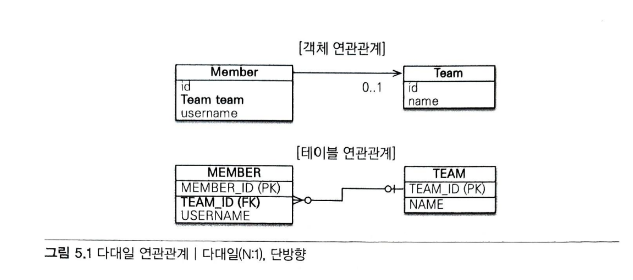 [객체 연관관계]
Member
id
Team team
username
0..1
Team
id
name
[테이블 연관관계]
MEMBER
MEMBER_ID (PK)
TEAM_ID (FK)
USERNAME
TEAM
TEAM_ID (PK)
NAME
그림 5.1 다대일 연관관계 | 다대일(N:1), 단방향